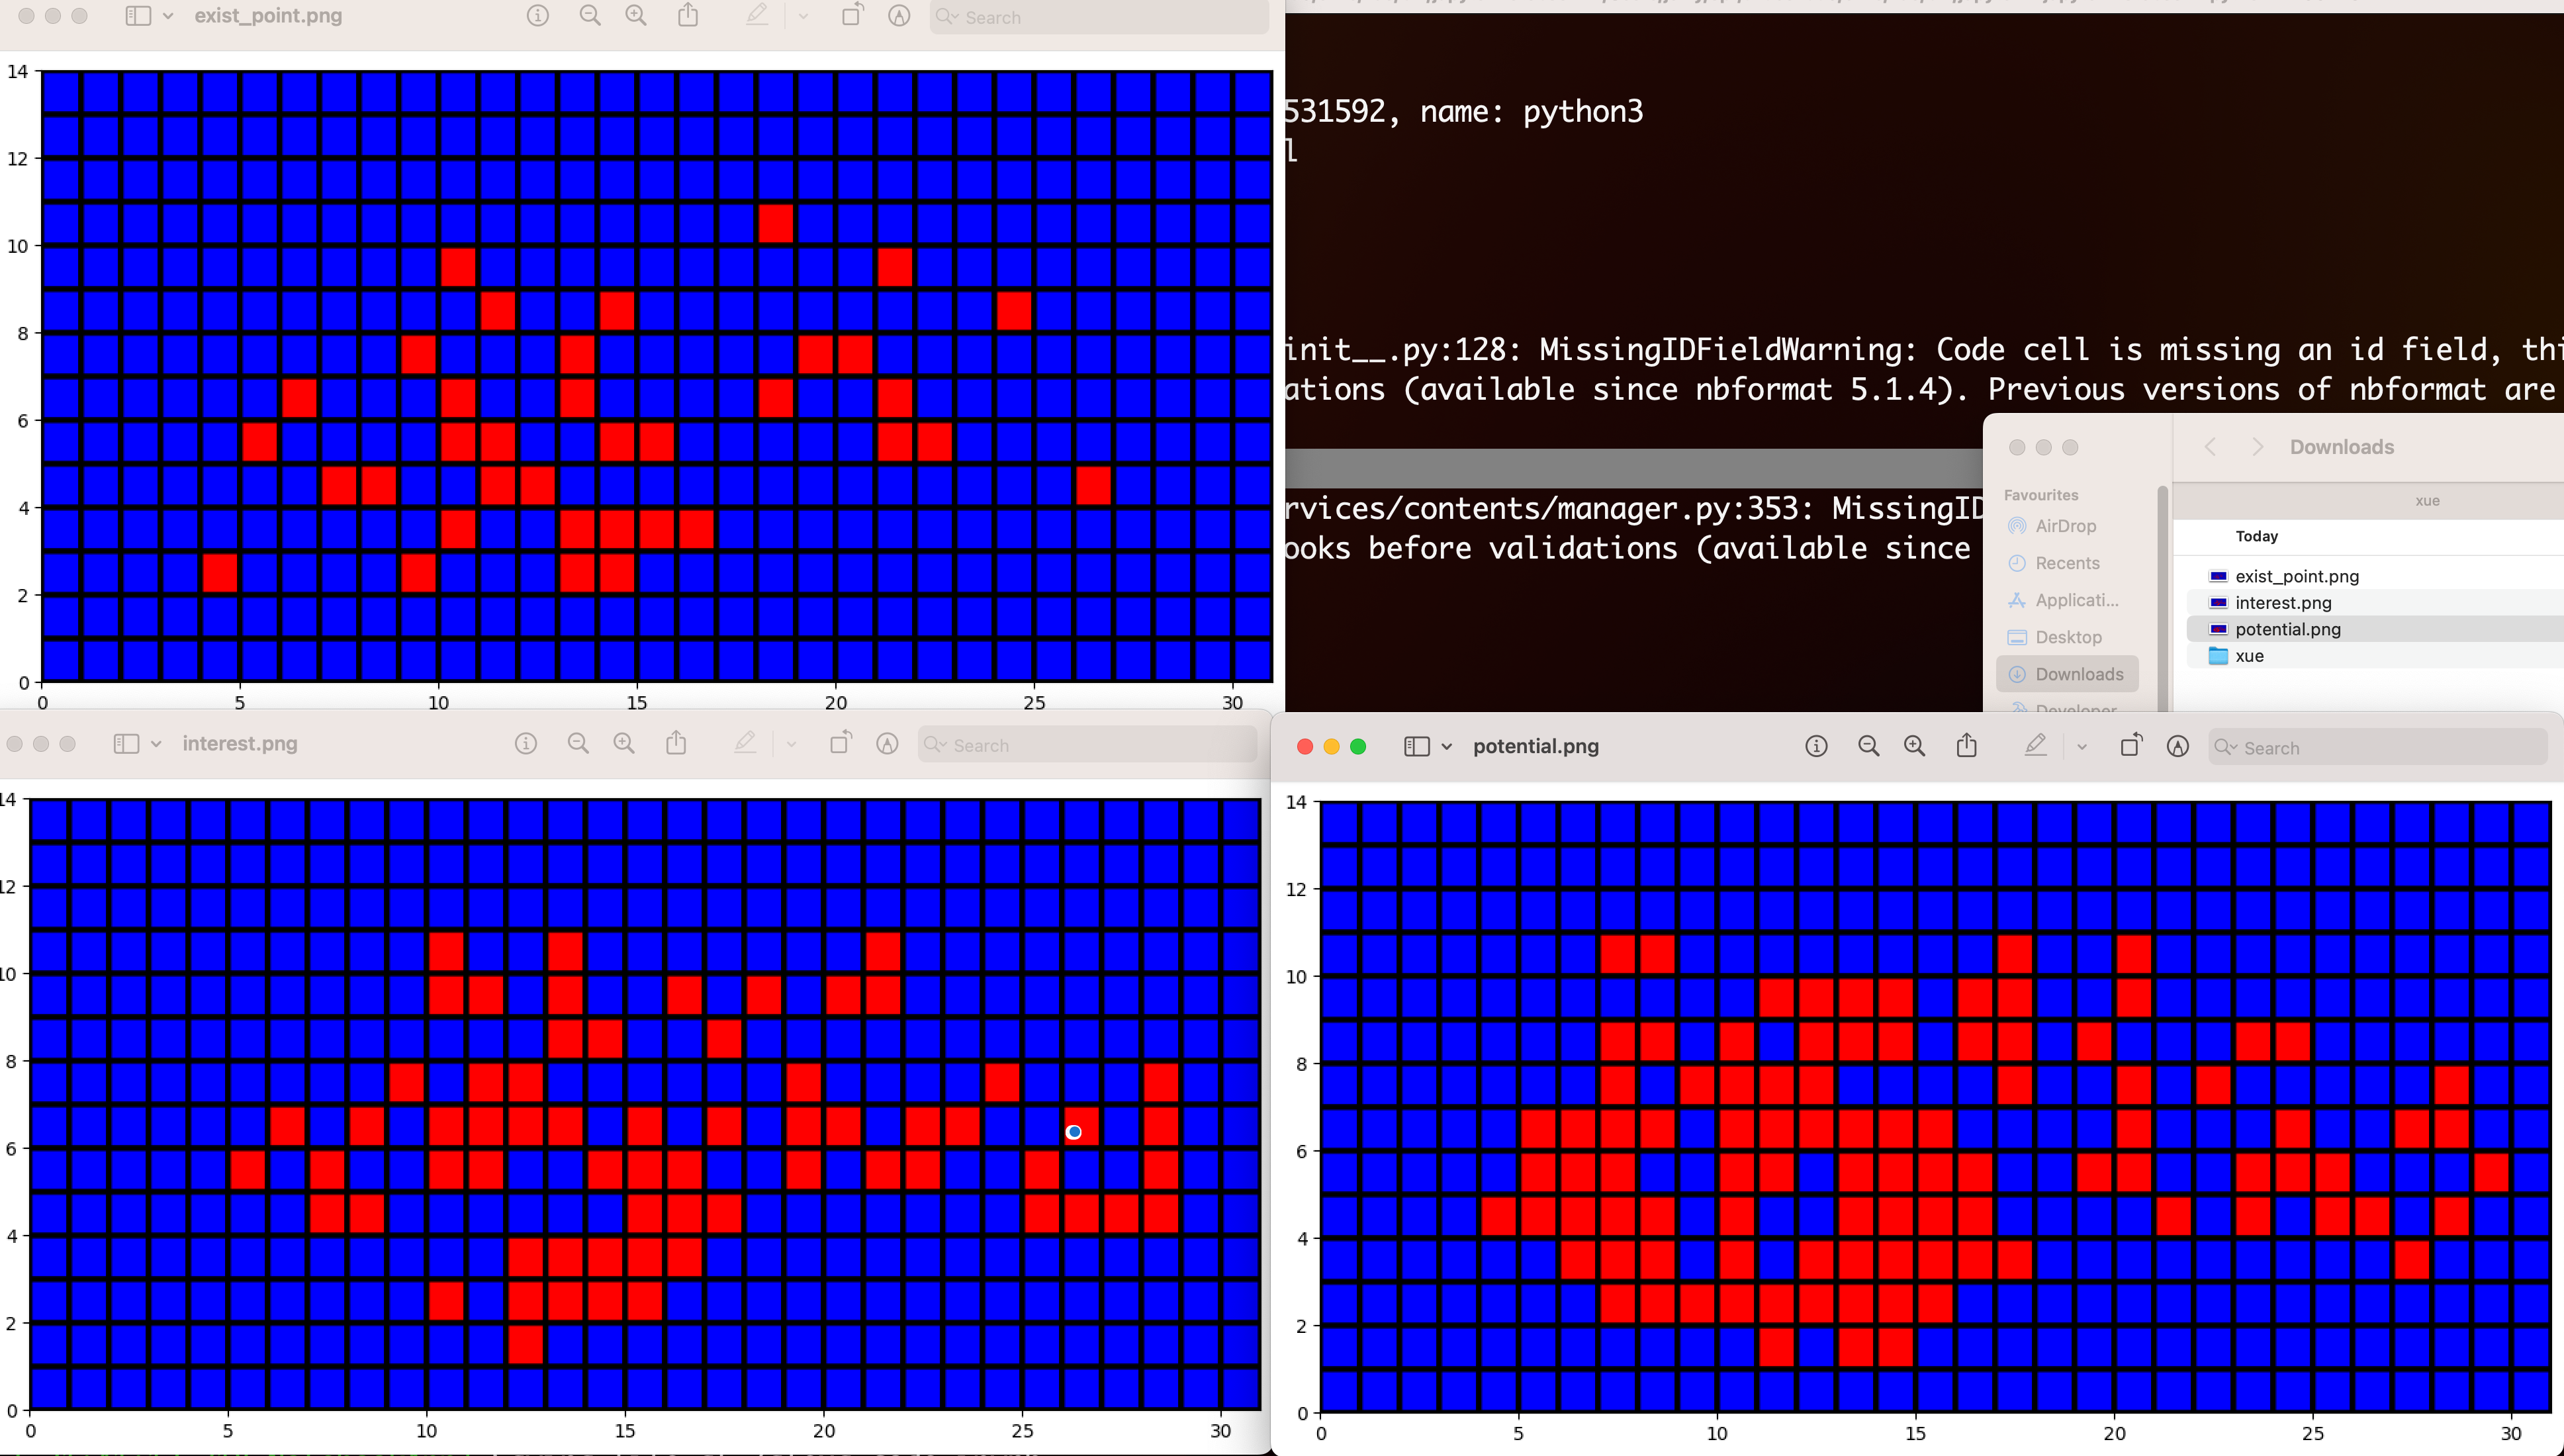 exist_point.png
Search
14
12
10
8
6
4
2
0
0 5 10 15 20 25 30
531592, name: python3
l
init__.py:128: MissingIDFieldWarning: Code cell is missing an id field, thi
ations (available since nbformat 5.1.4). Previous versions of nbformat are
rvices/contents/manager.py:353: MissingID
ooks before validations (available since
Downloads
Favourites
AirDrop
Recents
Applicati...
Desktop
Downloads
Developer
xue
Today
exist_point.png
interest.png
potential.png
xue
interest.png
Search
14
12
10
8
6
4
2
0
0 5 10 15 20 25 30
potential.png
Search
14
12
10
8
6
4
2
0
0 5 10 15 20 25 30